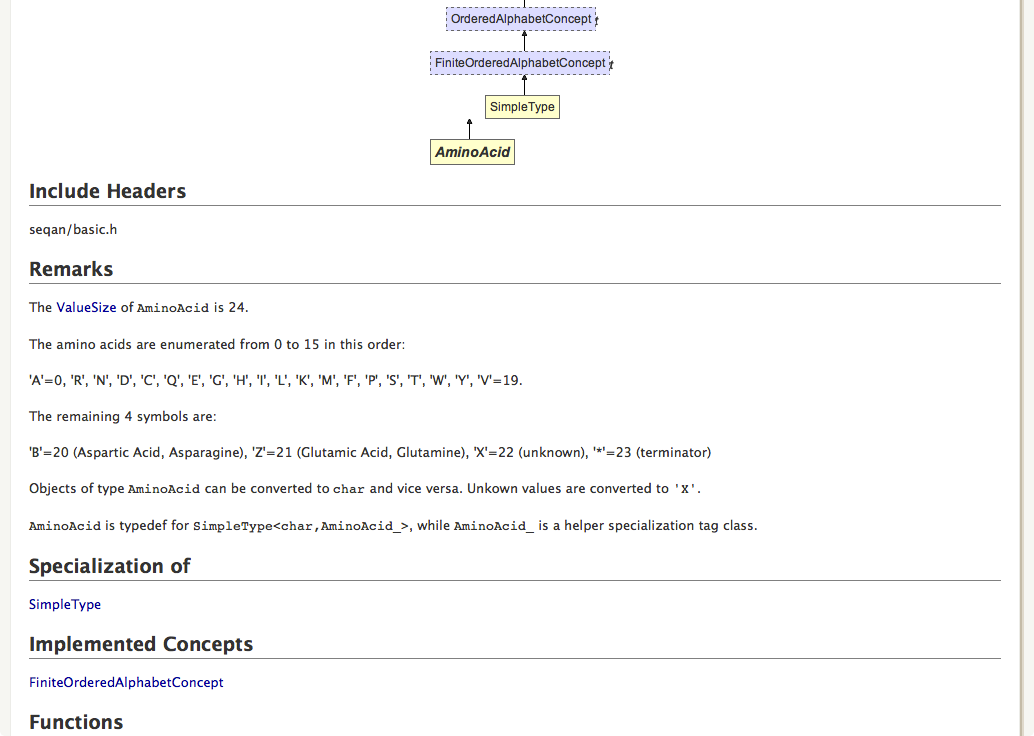 OrderedAlphabetConcept
FiniteOrderedAlphabetConcept
SimpleType
AminoAcid
Include Headers
seqan/basic.h
Remarks
The ValueSize of AminoAcid is 24.
The amino acids are enumerated from 0 to 15 in this order:
'A'=0, 'R', 'N', 'D', 'C', 'Q', 'E', 'G', 'H', 'I', 'L', 'K', 'M', 'F', 'P', 'S', 'T', 'W', 'Y', 'V'=19.
The remaining 4 symbols are:
'B'=20 (Aspartic Acid, Asparagine), 'Z'=21 (Glutamic Acid, Glutamine), 'X'=22 (unknown), '*'=23 (terminator)
Objects of type AminoAcid can be converted to char and vice versa. Unkown values are converted to 'X'.
AminoAcid is typedef for SimpleType<char,AminoAcid_>, while AminoAcid_ is a helper specialization tag class.
Specialization of
SimpleType
Implemented Concepts
FiniteOrderedAlphabetConcept
Functions